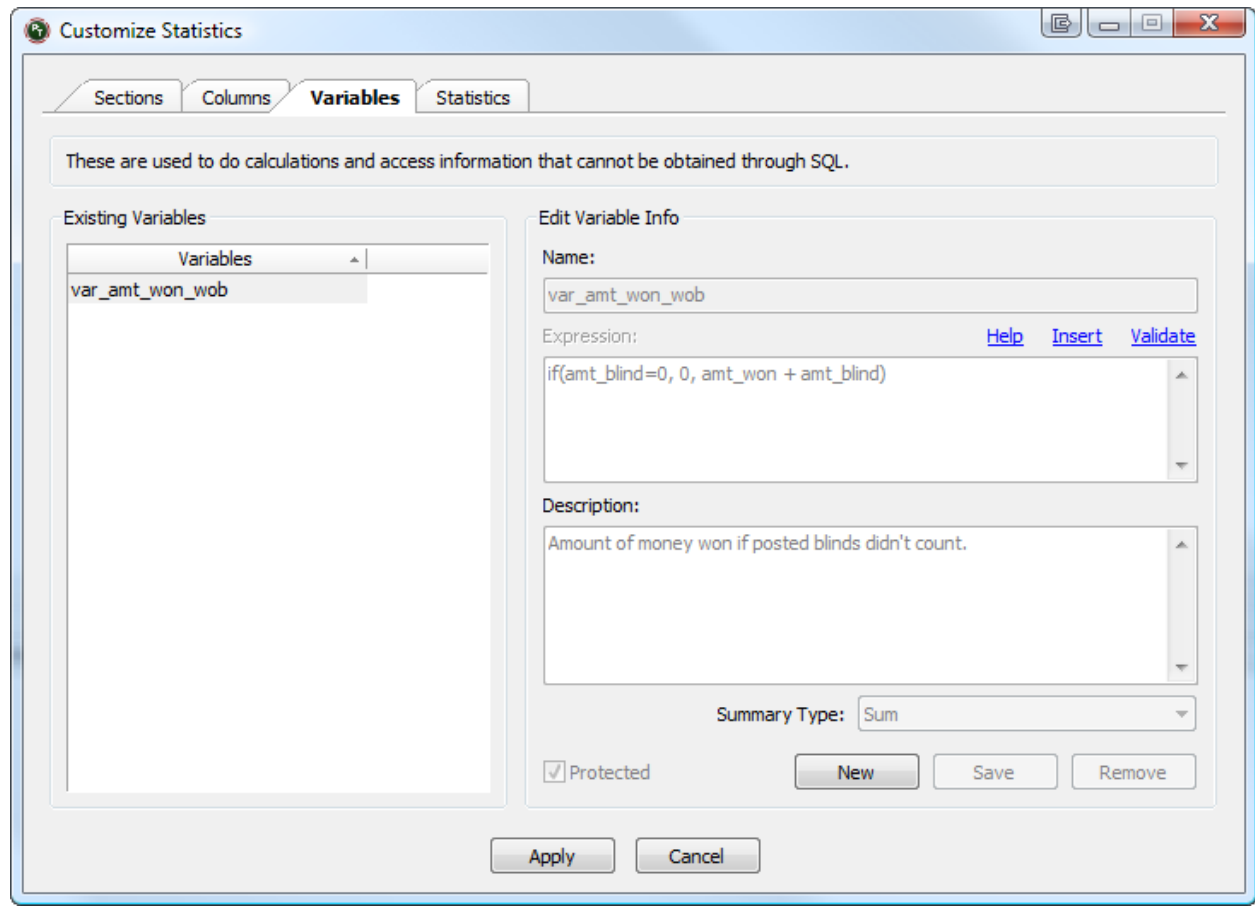 Customize Statistics
Sections Columns Variables Statistics
These are used to do calculations and access information that cannot be obtained through SQL.
Existing Variables
Variables
var_amt_won_wob
Edit Variable Info
Name:
var_amt_won_wob
Expression: Help Insert Validate
if(amt_blind=0, 0, amt_won + amt_blind)
Description:
Amount of money won if posted blinds didn't count.
Summary Type: Sum
Protected New Save Remove
Apply Cancel